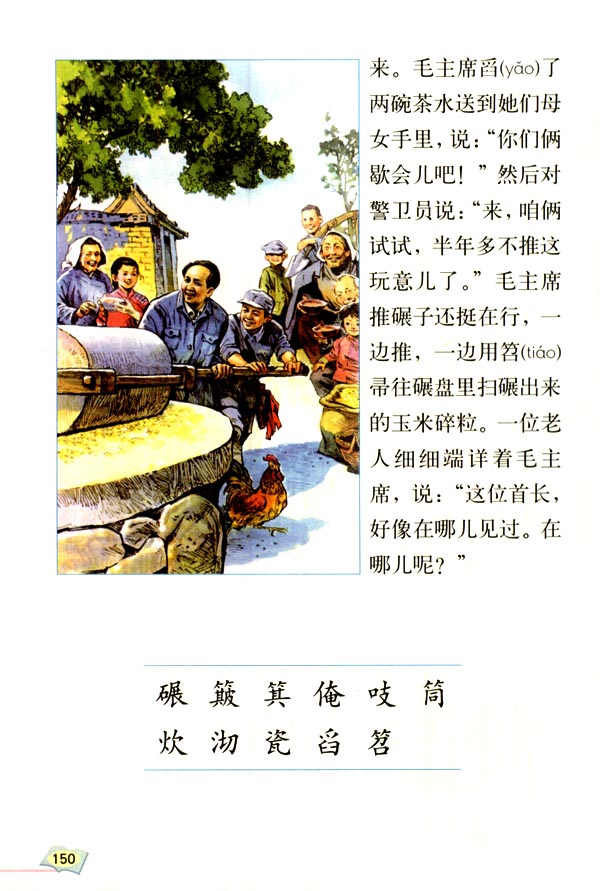 来。毛主席舀(yǎo)了
两碗茶水送到她们母
女手里，说：“你们俩
歇会儿吧！”然后对
警卫员说：“来，咱俩
试试，半年多不推这
玩意儿了。”毛主席
推碾子还挺在行，一
边推，一边用笤(tiáo)
帚往碾盘里扫碾出来
的玉米碎粒。一位老
人细细端详着毛主
席，说：“这位首长，
好像在哪儿见过。在
哪儿呢？”
碾 簸 箕 俺 吱 筒
炊 沏 瓷 舀 笤
150